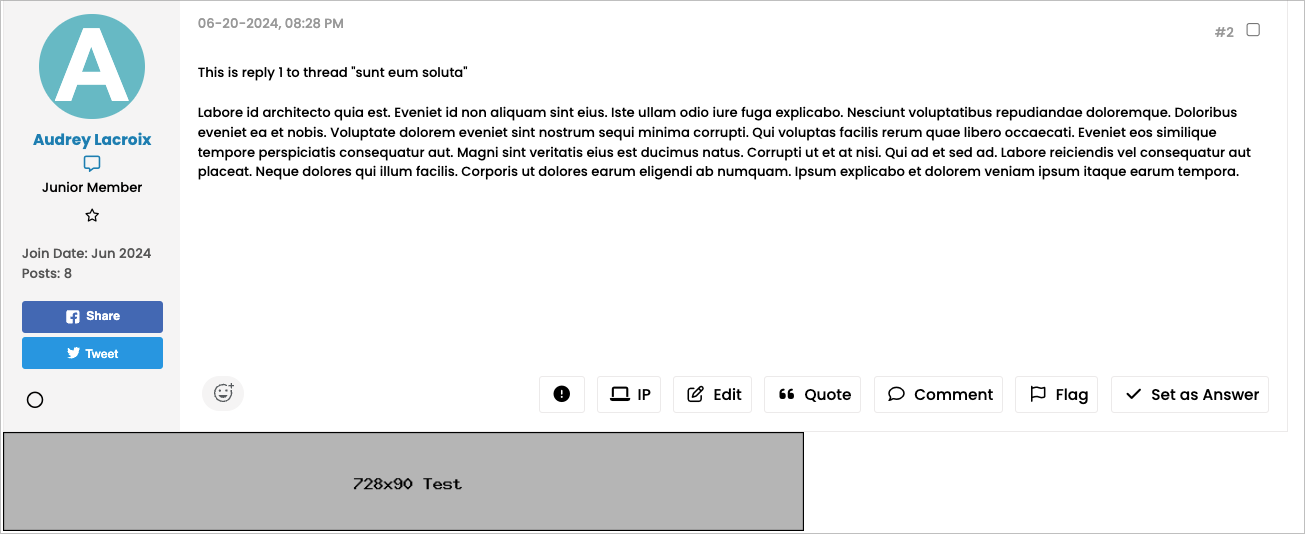 A
Audrey Lacroix
Junior Member
Join Date: Jun 2024
Posts: 8
Share
Tweet
06-20-2024, 08:28 PM
#2
This is reply 1 to thread "sunt eum soluta"
Labore id architecto quia est. Eveniet id non aliquam sint eius. Iste ullam odio iure fuga explicabo. Nesciunt voluptatibus repudiandae doloremque. Doloribus
eveniet ea et nobis. Voluptate dolorem eveniet sint nostrum sequi minima corrupti. Qui voluptas facilis rerum quae libero occaecati. Eveniet eos similique
tempore perspiciatis consequatur aut. Magni sint veritatis eius est ducimus natus. Corrupti ut et at nisi. Qui ad et sed ad. Labore reiciendis vel consequatur aut
placeat. Neque dolores qui illum facilis. Corporis ut dolores earum eligendi ab numquam. Ipsum explicabo et dolorem veniam ipsum itaque earum tempora.
IP Edit Quote Comment Flag Set as Answer
728x90 Test